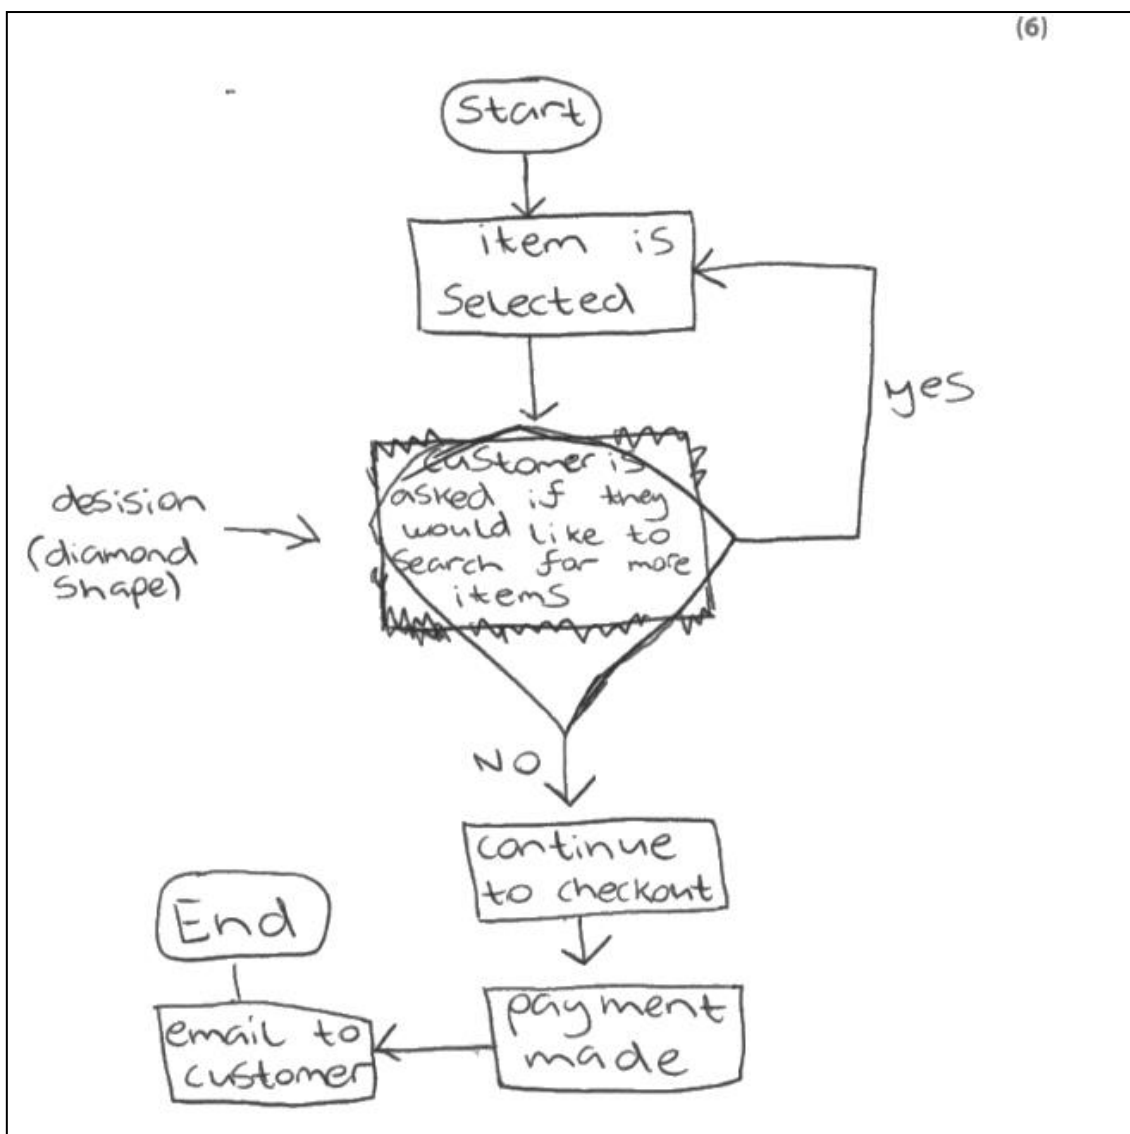 (6)
Start
item is
Selected
yes
customer is
asked if they
would like to
search for more
items
desision
(diamond
shape)
NO
continue
to checkout
End
payment
made
email to
customer